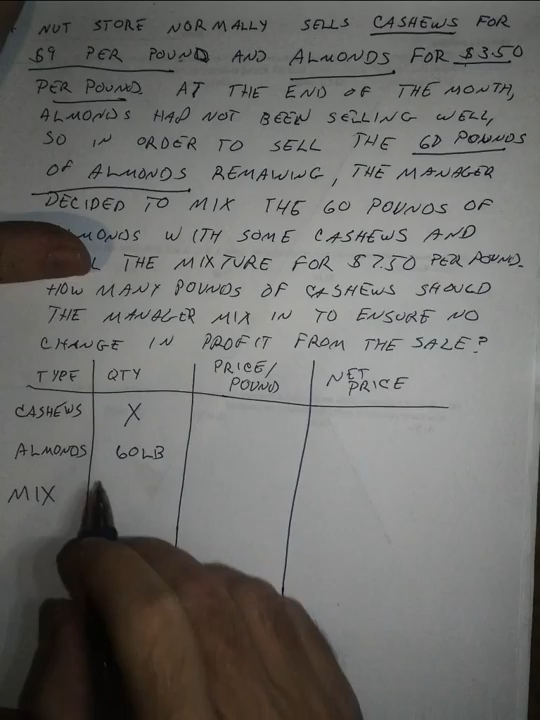 NUT STORE NORMALLY SELLS CASHEWS FOR
$9 PER POUND AND ALMONDS FOR $3.50
PER POUND. AT THE END OF THE MONTH,
ALMONDS HAD NOT BEEN SELLING WELL,
SO IN ORDER TO SELL THE 60 POUNDS
OF ALMONDS REMAWING, THE MANAGER
DECIDED TO MIX THE 60 POUNDS OF
MONDS WITH SOME CASHEWS AND
L THE MIXTURE FOR $7.50 PER POUND.
HOW MANY POUNDS OF CASHEWS SHOULD
THE MANAGER MIX IN TO ENSURE NO
CHANGE IN PROFIT FROM THE SALE?
TYPE QTY PRICE/POUND NET PRICE
CASHEWS X
ALMONDS 60LB
MIX